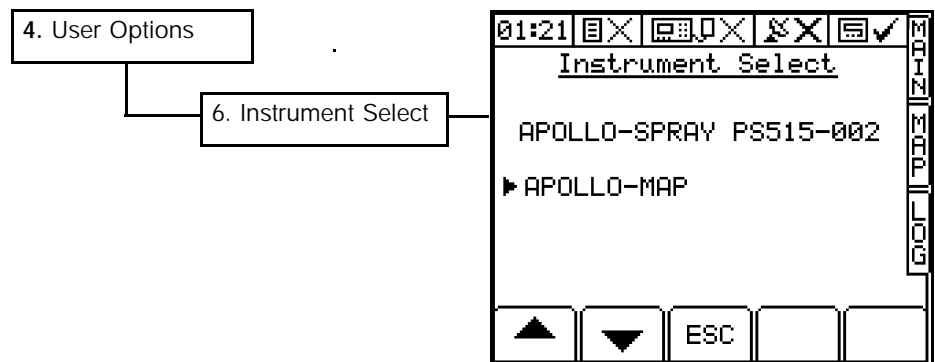 4. User Options
6. Instrument Select
01:21
Instrument Select
APOLLO-SPRAY PS515-002
APOLLO-MAP
ESC
MAIN
MAP
LOG